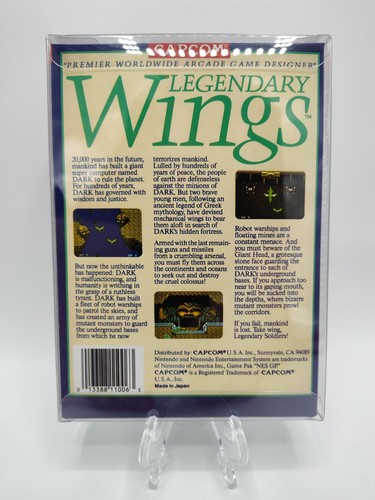 CAPCOM
"PREMIER WORLDWIDE ARCADE GAME DESIGNER"
LEGENDARY
Wings™
20,000 years in the future,
mankind has built a giant
super computer named
DARK to rule the planet.
For hundreds of years,
DARK has governed with
wisdom and justice.
But now the unthinkable
has happened: DARK
is malfunctioning, and
humanity is writhing in
the grasp of a ruthless
tyrant. DARK has built
a fleet of robot warships
to patrol the skies, and
has created an army of
mutant monsters to guard
the underground bases
from which he now
terrorizes mankind.
Lulled by hundreds of
years of peace, the people
of earth are defenseless
against the minions of
DARK. But two brave
young men, following an
ancient legend of Greek
mythology, have devised
mechanical wings to bear
them aloft in search of
DARK's hidden fortress.
Armed with the last remain-
ing guns and missiles
from a crumbling arsenal,
you must fly them across
the continents and oceans
to seek out and destroy
the cruel colossus!
Robot warships and
floating mines are a
constant menace. And
you must beware of the
Giant Head, a grotesque
stone face guarding the
entrance to each of
DARK's underground
bases. If you approach too
near to its gaping mouth,
you will be sucked into
the depths, where bizarre
mutant monsters prowl
the corridors.
If you fail, mankind
is lost. Take wing,
Legendary Soldiers!
Distributed by: CAPCOM® U.S.A. Inc., Sunnyvale, CA 94089
Nintendo and Nintendo Entertainment System are trademarks
of Nintendo of America Inc., Game Pak "NES GP"
CAPCOM® is a Registered Trademark of CAPCOM®
U.S.A., Inc.
Made in Japan
0 13388 11006 3